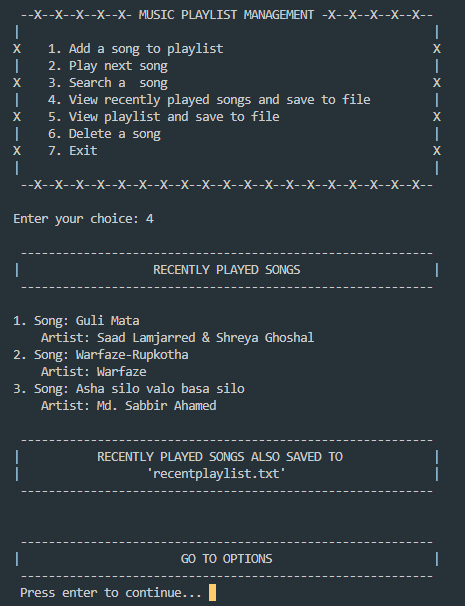 --X--X--X--X--X- MUSIC PLAYLIST MANAGEMENT -X--X--X--X--X--
|                                                           |
X    1. Add a song to playlist                              X
|    2. Play next song                                      |
X    3. Search a  song                                      X
|    4. View recently played songs and save to file         |
X    5. View playlist and save to file                      X
|    6. Delete a song                                       |
X    7. Exit                                                X
|                                                           |
--X--X--X--X--X--X--X--X--X--X--X--X--X--X--X--X--X--X--X--
Enter your choice: 4
-----------------------------------------------------------
|                   RECENTLY PLAYED SONGS                   |
-----------------------------------------------------------
1. Song: Guli Mata
    Artist: Saad Lamjarred & Shreya Ghoshal
2. Song: Warfaze-Rupkotha
    Artist: Warfaze
3. Song: Asha silo valo basa silo
    Artist: Md. Sabbir Ahamed
-----------------------------------------------------------
|           RECENTLY PLAYED SONGS ALSO SAVED TO             |
|                  'recentplaylist.txt'                     |
-----------------------------------------------------------
-----------------------------------------------------------
|                       GO TO OPTIONS                       |
-----------------------------------------------------------
Press enter to continue...